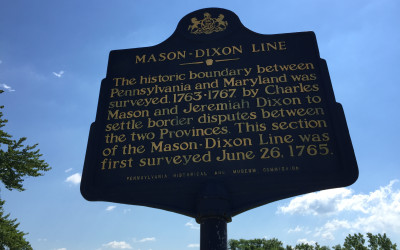 MASON-DIXON LINE
The historic boundary between
Pennsylvania and Maryland was
surveyed, 1763-1767, by Charles
Mason and Jeremiah Dixon to
settle border disputes between
the two Provinces. This section
of the Mason-Dixon Line was
first surveyed June 26, 1765.
PENNSYLVANIA HISTORICAL AND MUSEUM COMMISSION